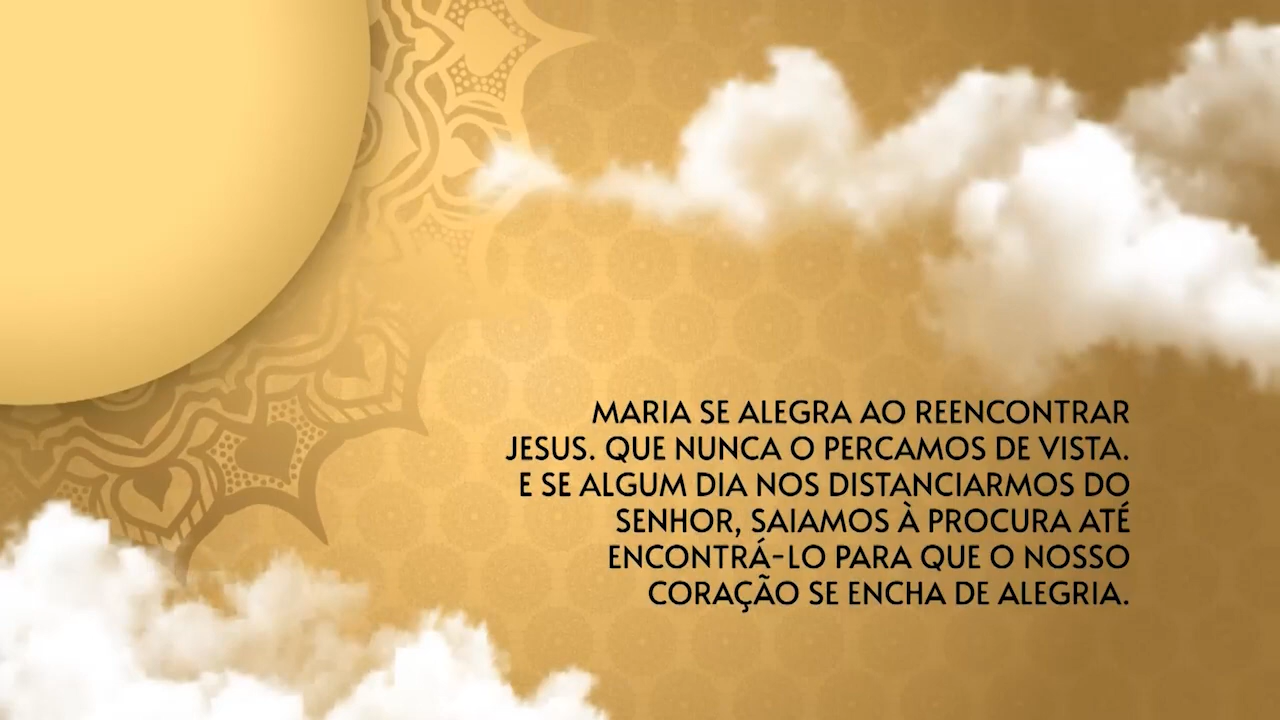 MARIA SE ALEGRA AO REENCONTRAR
JESUS. QUE NUNCA O PERCAMOS DE VISTA.
E SE ALGUM DIA NOS DISTANCIARMOS DO
SENHOR, SAIAMOS À PROCURA ATÉ
ENCONTRÁ-LO PARA QUE O NOSSO
CORAÇÃO SE ENCHA DE ALEGRIA.